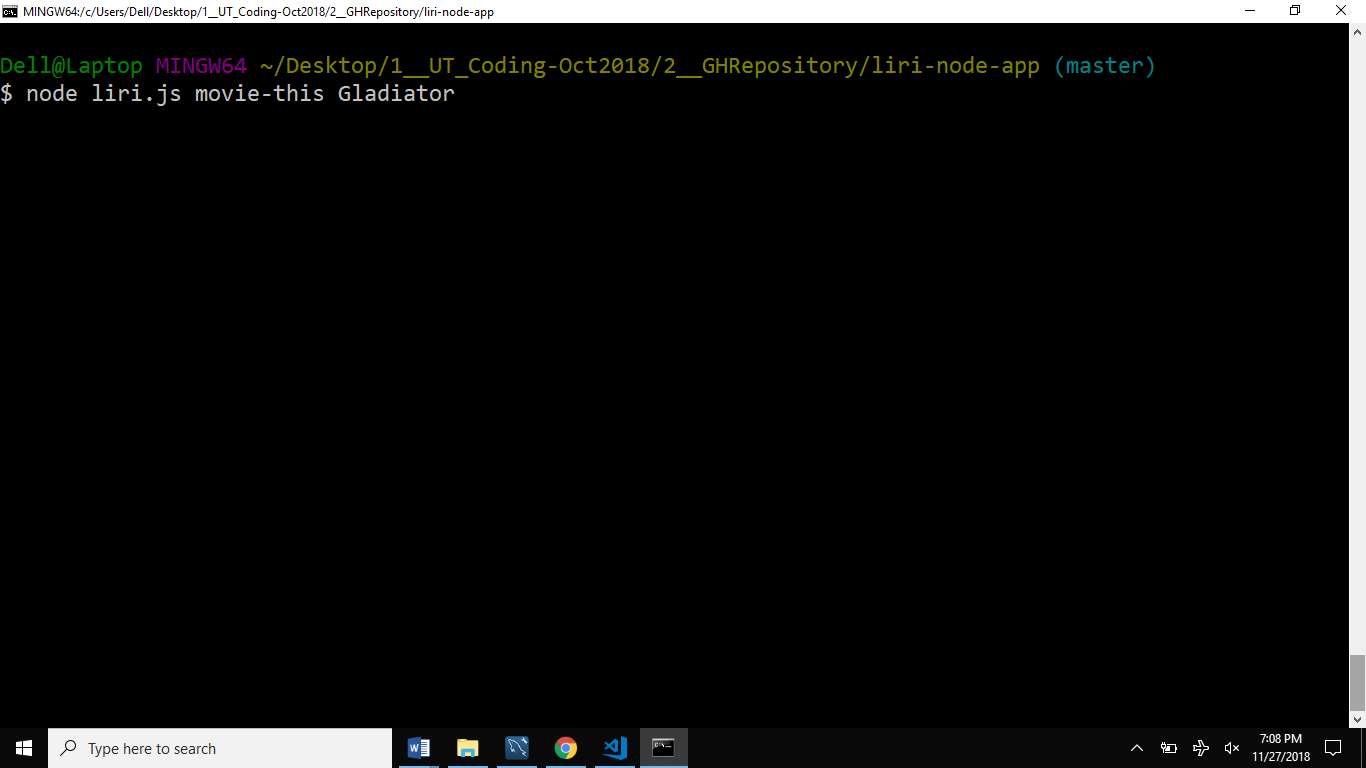 MINGW64:/c/Users/Dell/Desktop/1__UT_Coding-Oct2018/2__GHRepository/liri-node-app
Dell@Laptop MINGW64 ~/Desktop/1__UT_Coding-Oct2018/2__GHRepository/liri-node-app (master)
$ node liri.js movie-this Gladiator
Type here to search
7:08 PM
11/27/2018